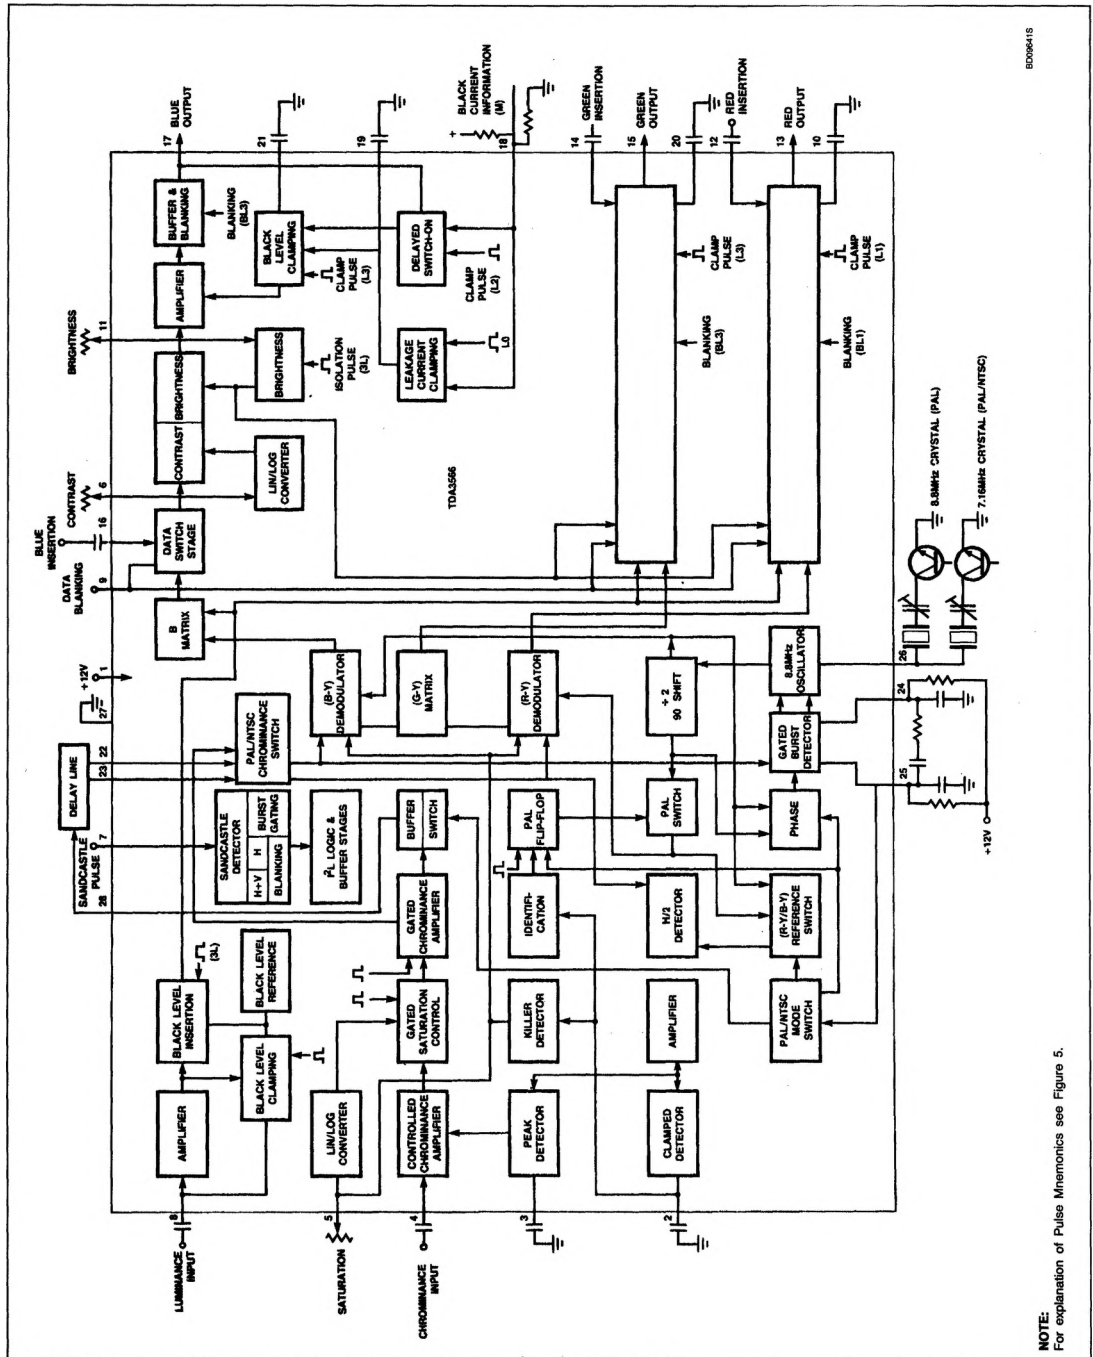 BD09641S
LUMINANCE
INPUT
8
AMPLIFIER
BLACK LEVEL
CLAMPING
BLACK LEVEL
INSERTION
(3L)
BLACK LEVEL
REFERENCE
SATURATION
5
LIN/LOG
CONVERTER
CHROMINANCE
INPUT
4
CONTROLLED
CHROMINANCE
AMPLIFIER
GATED
SATURATION
CONTROL
GATED
CHROMINANCE
AMPLIFIER
BUFFER
SWITCH
3
PEAK
DETECTOR
KILLER
DETECTOR
IDENTIFI-
CATION
PAL
FLIP-FLOP
2
CLAMPED
DETECTOR
AMPLIFIER
H/2
DETECTOR
PAL
SWITCH
÷ 2
90 SHIFT
PAL/NTSC
MODE
SWITCH
(R-Y/B-Y)
REFERENCE
SWITCH
PHASE
GATED
BURST
DETECTOR
8.8MHz
OSCILLATOR
28
SANDCASTLE
PULSE
7
DELAY LINE
23
22
SANDCASTLE
DETECTOR
H+V
H
BURST
GATING
BLANKING
I²L LOGIC &
BUFFER STAGES
PAL/NTSC
CHROMINANCE
SWITCH
27
+12V
1
(B-Y)
DEMODULATOR
(G-Y)
MATRIX
(R-Y)
DEMODULATOR
B
MATRIX
DATA
BLANKING
9
BLUE
INSERTION
16
DATA
SWITCH
STAGE
CONTRAST
6
LIN/LOG
CONVERTER
CONTRAST
BRIGHTNESS
BRIGHTNESS
11
BRIGHTNESS
ISOLATION
PULSE
(3L)
AMPLIFIER
BUFFER &
BLANKING
BLANKING
(BL3)
17
BLUE
OUTPUT
BLACK
LEVEL
CLAMPING
CLAMP
PULSE
(L3)
21
19
DELAYED
SWITCH-ON
CLAMP
PULSE
(L2)
LEAKAGE
CURRENT
CLAMPING
L0
BLACK
CURRENT
INFORMATION
(M)
+
18
TDA3566
14
GREEN
INSERTION
15
GREEN
OUTPUT
20
BLANKING
(BL3)
CLAMP
PULSE
(L3)
12
RED
INSERTION
13
RED
OUTPUT
10
BLANKING
(BL1)
CLAMP
PULSE
(L1)
25
24
26
+12V
8.8MHz CRYSTAL (PAL)
7.16MHz CRYSTAL (PAL/NTSC)
NOTE:
For explanation of Pulse Mnemonics see Figure 5.